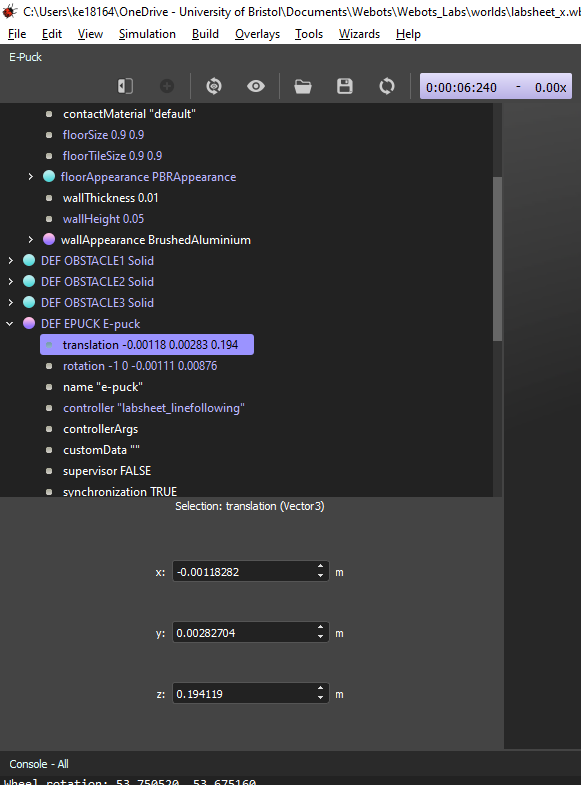 C:\Users\ke18164\OneDrive - University of Bristol\Documents\Webots\Webots_Labs\worlds\labsheet_x.wb
File Edit View Simulation Build Overlays Tools Wizards Help
E-Puck
0:00:06:240 - 0.00x
contactMaterial "default"
floorSize 0.9 0.9
floorTileSize 0.9 0.9
floorAppearance PBRAppearance
wallThickness 0.01
wallHeight 0.05
wallAppearance BrushedAluminium
DEF OBSTACLE1 Solid
DEF OBSTACLE2 Solid
DEF OBSTACLE3 Solid
DEF EPUCK E-puck
translation -0.00118 0.00283 0.194
rotation -1 0 -0.00111 0.00876
name "e-puck"
controller "labsheet_linefollowing"
controllerArgs
customData ""
supervisor FALSE
synchronization TRUE
Selection: translation (Vector3)
x: -0.00118282 m
y: 0.00282704 m
z: 0.194119 m
Console - All
Wheel rotation: 53.750520, 53.675160